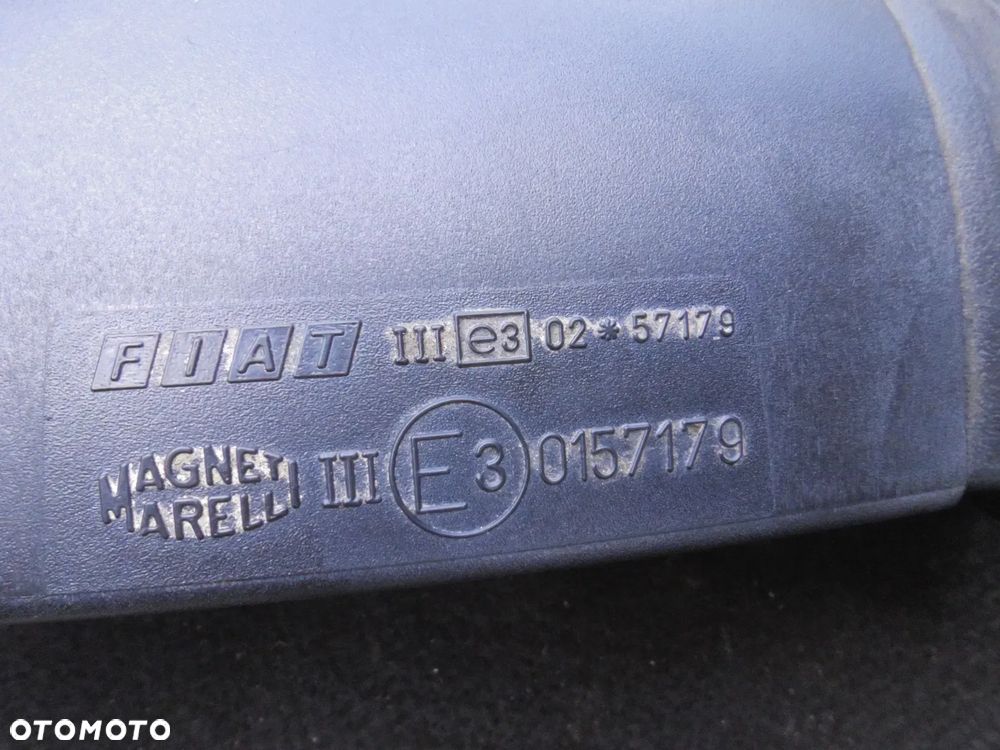 FIAT III e3 02*57179
MAGNETI MARELLI III E3 0157179
OTOMOTO